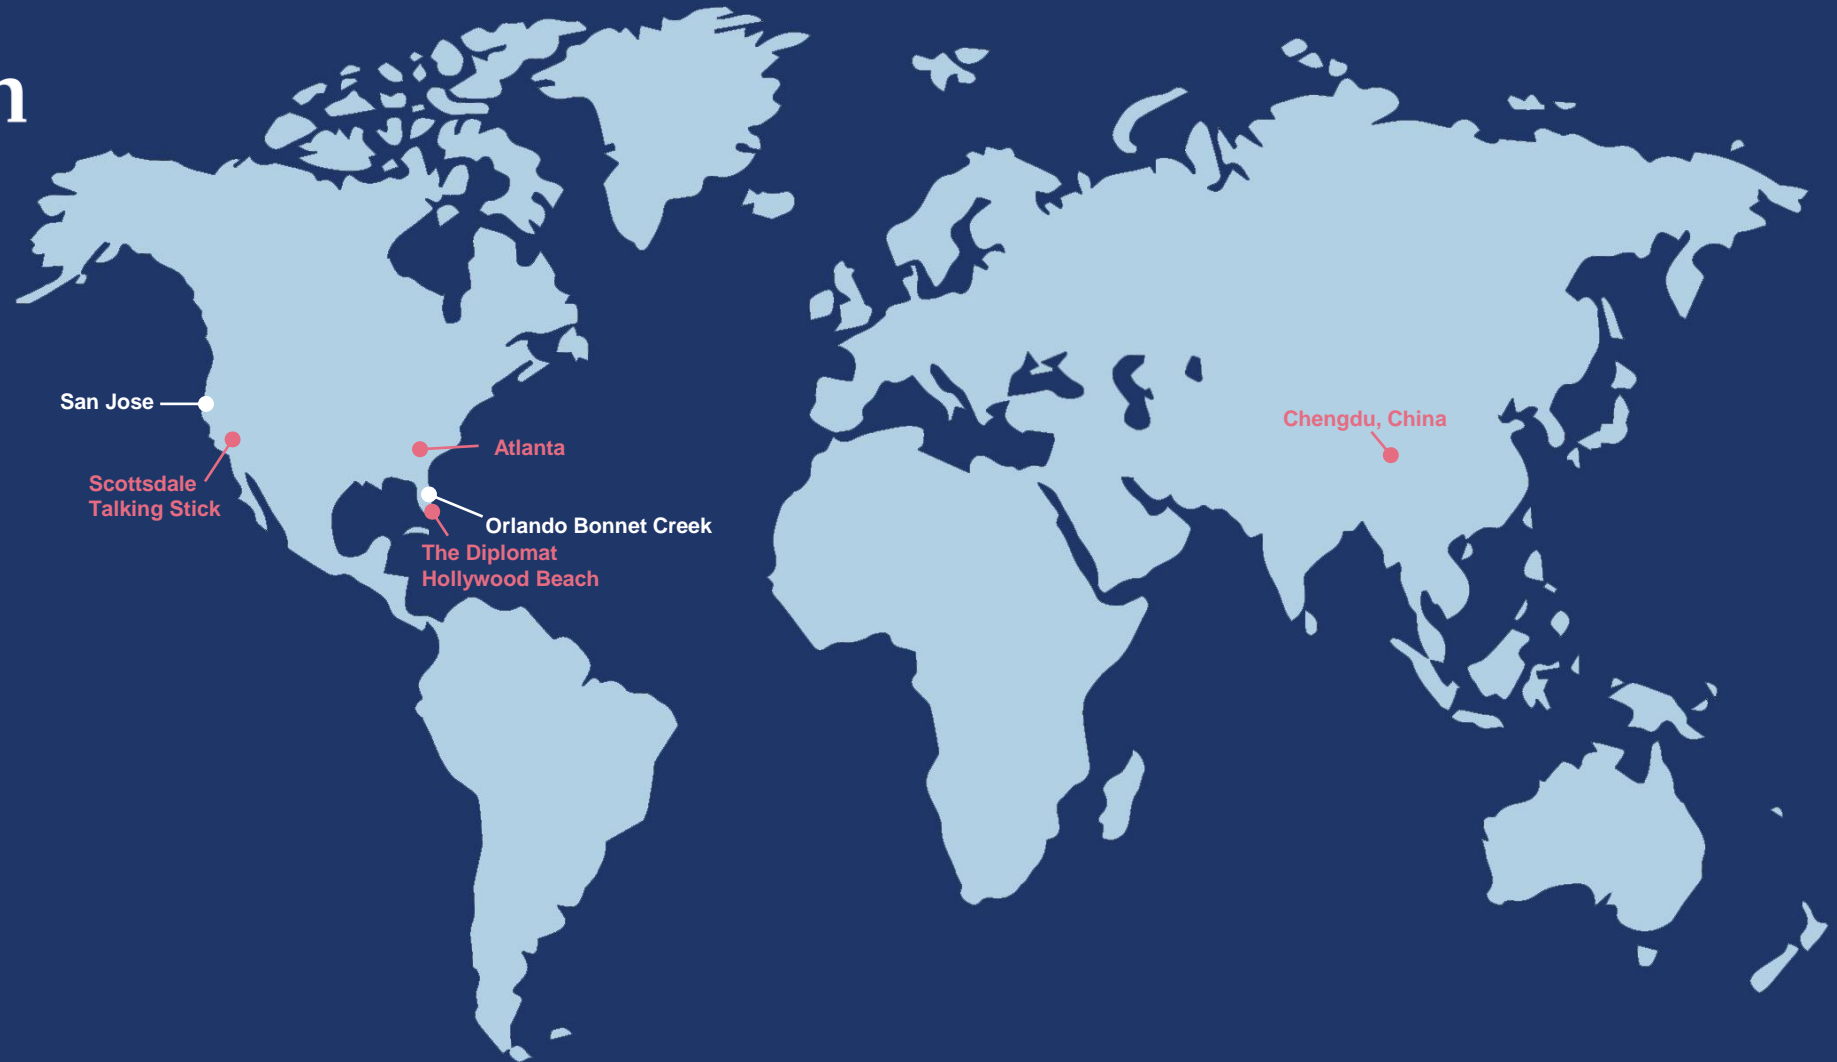 n
San Jose
Atlanta
Scottsdale
Talking Stick
Orlando Bonnet Creek
The Diplomat
Hollywood Beach
Chengdu, China